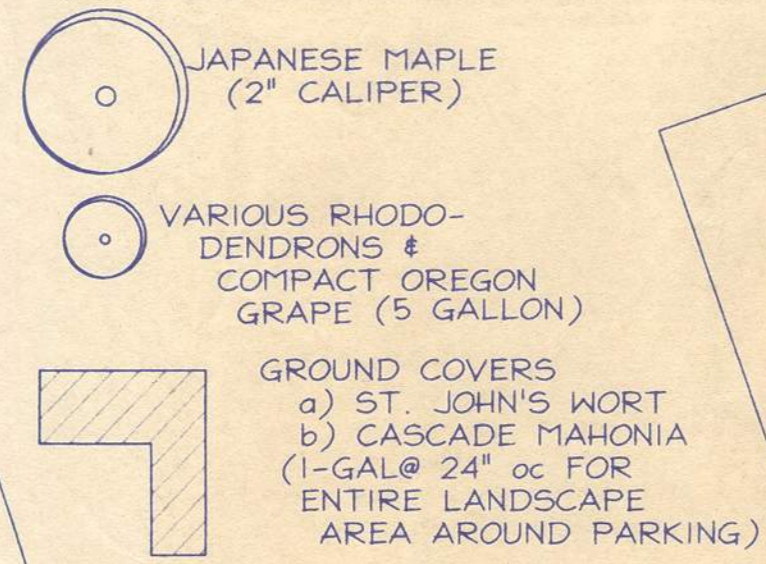 JAPANESE MAPLE
(2" CALIPER)
VARIOUS RHODO-
DENDRONS &
COMPACT OREGON
GRAPE (5 GALLON)
GROUND COVERS
a) ST. JOHN'S WORT
b) CASCADE MAHONIA
(1-GAL@ 24" oc FOR
ENTIRE LANDSCAPE
AREA AROUND PARKING)